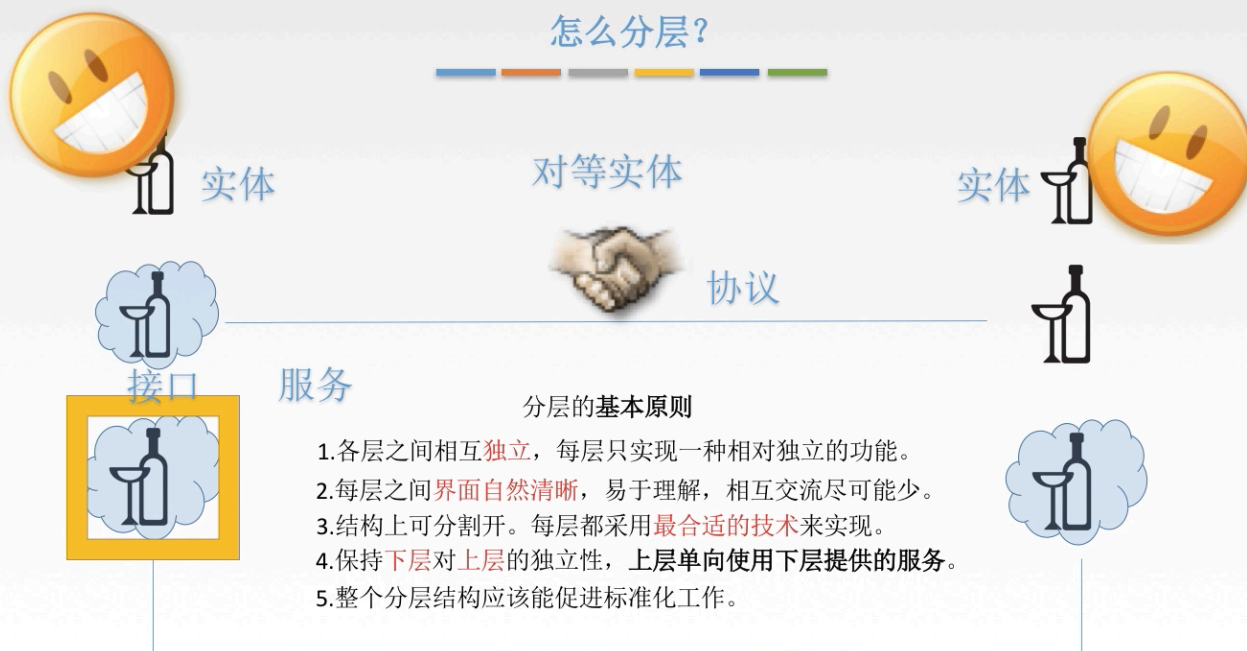 怎么分层？
实体
对等实体
实体
协议
接口
服务
分层的基本原则
1.各层之间相互独立，每层只实现一种相对独立的功能。
2.每层之间界面自然清晰，易于理解，相互交流尽可能少。
3.结构上可分割开。每层都采用最合适的技术来实现。
4.保持下层对上层的独立性，上层单向使用下层提供的服务。
5.整个分层结构应该能促进标准化工作。